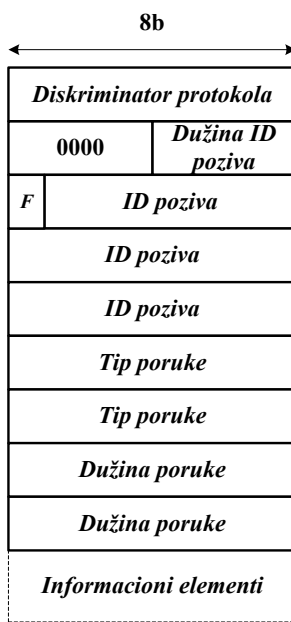 8b
Diskriminator protokola
0000
Dužina ID
poziva
F
ID poziva
ID poziva
ID poziva
Tip poruke
Tip poruke
Dužina poruke
Dužina poruke
Informacioni elementi